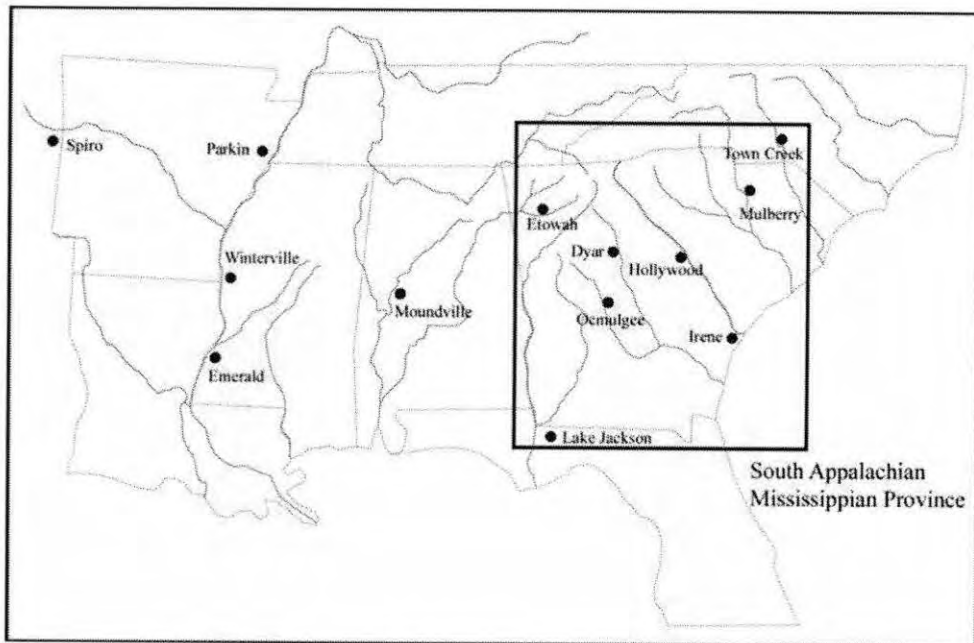 Spiro
Parkin
Town Creek
Mulberry
Etowah
Dyar
Hollywood
Winterville
Moundville
Ocmulgee
Irene
Emerald
Lake Jackson
South Appalachian
Mississippian Province